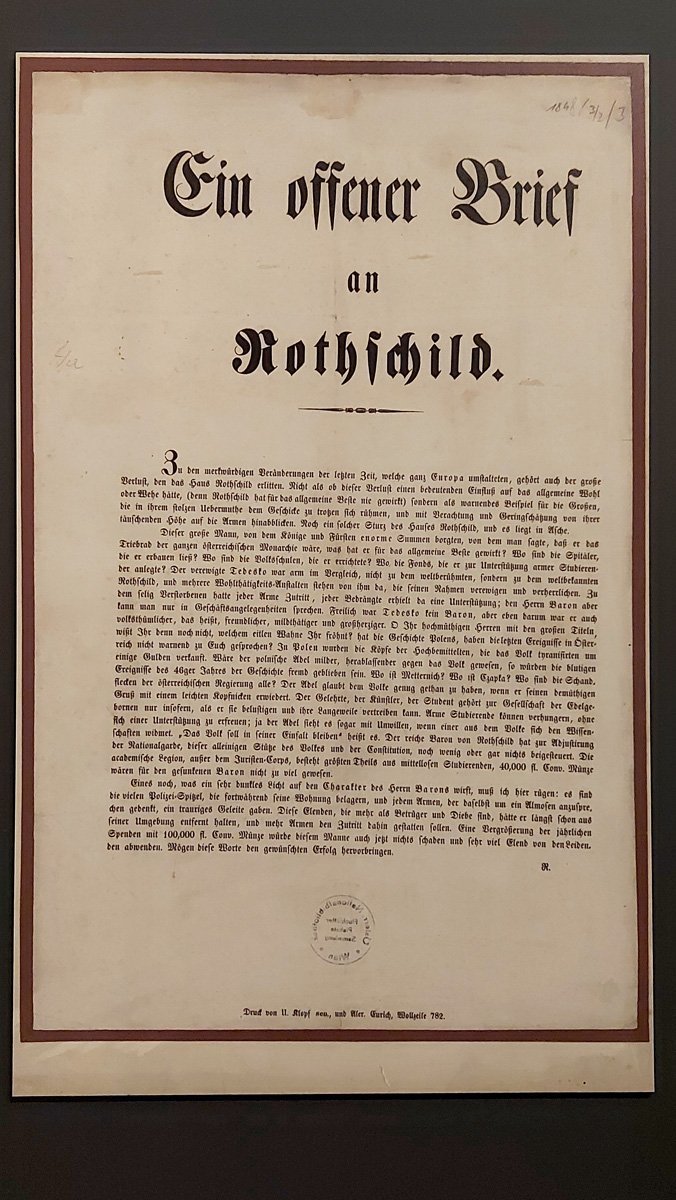 1848/3/2/3
Ein offener Brief
an
Rothschild.
Zu den merkwürdigen Veränderungen der letzten Zeit, welche ganz Europa umstalteten, gehört auch der große
Verlust, den das Haus Rothschild erlitten. Nicht als ob dieser Verlust einen bedeutenden Einfluß auf das allgemeine Wohl
oder Wehe hätte, (denn Rothschild hat für das allgemeine Beste nie gewirkt) sondern als warnendes Beispiel für die Großen,
die in ihrem stolzen Uebermuthe dem Geschicke zu trotzen sich rühmen, und mit Verachtung und Geringschätzung von ihrer
täuschenden Höhe auf die Armen hinabblicken. Noch ein solcher Sturz des Hauses Rothschild, und es liegt in Asche.
Dieser große Mann, von dem Könige und Fürsten enorme Summen borgten, von dem man sagte, daß er das
Triebrad der ganzen österreichischen Monarchie wäre, was hat er für das allgemeine Beste gewirkt? Wo sind die Spitäler,
die er erbauen ließ? Wo sind die Volksschulen, die er errichtete? Wo die Fonds, die er zur Unterstützung armer Studieren-
der anlegte? Der verewigte Tedesko war arm im Vergleich, nicht zu dem weltberühmten, sondern zu dem weltbekannten
Rothschild, und mehrere Wohlthätigkeits-Anstalten stehen von ihm da, die seinen Nahmen verewigen und verherrlichen. Zu
dem selig Verstorbenen hatte jeder Arme Zutritt, jeder Bedrängte erhielt da eine Unterstützung; den Herrn Baron aber
kann man nur in Geschäftsangelegenheiten sprechen. Freilich war Tedesko kein Baron, aber eben darum war er auch
volksthümlicher, das heißt, freundlicher, mildthätiger und großherziger. O Ihr hochmüthigen Herren mit den großen Titeln,
wißt Ihr denn noch nicht, welchem eitlen Wahne Ihr fröhnt? hat die Geschichte Polens, haben die letzten Ereignisse in Öster-
reich nicht warnend zu Euch gesprochen? In Polen wurden die Köpfe der Hochbemittelten, die das Volk tyranisirten um
einige Gulden verkauft. Wäre der polnische Adel milder, herablassender gegen das Volk gewesen, so würden die blutigen
Ereignisse des 46ger Jahres der Geschichte fremd geblieben sein. Wo ist Metternich? Wo ist Czapka? Wo sind die Schand-
flecken der österreichischen Regierung alle? Der Adel glaubt dem Volke genug gethan zu haben, wenn er seinen demüthigen
Gruß mit einem leichten Kopfnicken erwiedert. Der Gelehrte, der Künstler, der Student gehört zur Gesellschaft der Edelge-
bornen nur insofern, als er sie belustigen und ihre Langeweile vertreiben kann. Arme Studierende können verhungern, ohne
sich einer Unterstützung zu erfreuen; ja der Adel sieht es sogar mit Unwillen, wenn einer aus dem Volke sich den Wissen-
schaften widmet. „Das Volk soll in seiner Einfalt bleiben“ heißt es. Der reiche Baron von Rothschild hat zur Adjustirung
der Nationalgarde, dieser alleinigen Stütze des Volkes und der Constitution, noch wenig oder gar nichts beigesteuert. Die
academische Legion, außer dem Juristen-Corps, besteht größten Theils aus mittellosen Studierenden, 40,000 fl. Conv. Münze
wären für den gesunkenen Baron nicht zu viel gewesen.
Eines noch, was ein sehr dunkles Licht auf den Charakter des Herrn Barons wirft, muß ich hier rügen: es sind
die vielen Polizei-Spitzel, die fortwährend seine Wohnung belagern, und jedem Armen, der daselbst um ein Almosen anzuspre-
chen gedenkt, ein trauriges Geleite gaben. Diese Elenden, die mehr als Betrüger und Diebe sind, hätte er längst schon aus
seiner Umgebung entfernt halten, und mehr Armen den Zutritt dahin gestatten sollen. Eine Vergrößerung der jährlichen
Spenden mit 100,000 fl. Conv. Münze würde diesem Manne auch jetzt nichts schaden und sehr viel Elend von den Leiden-
den abwenden. Mögen diese Worte den gewünschten Erfolg hervorbringen.
R.
Oester. Nationalbibliothek
Flugblätter
Plakate
Sammlung
* Wien *
Druck von U. Klopf sen., und Alex. Eurich, Wollzeile 782.